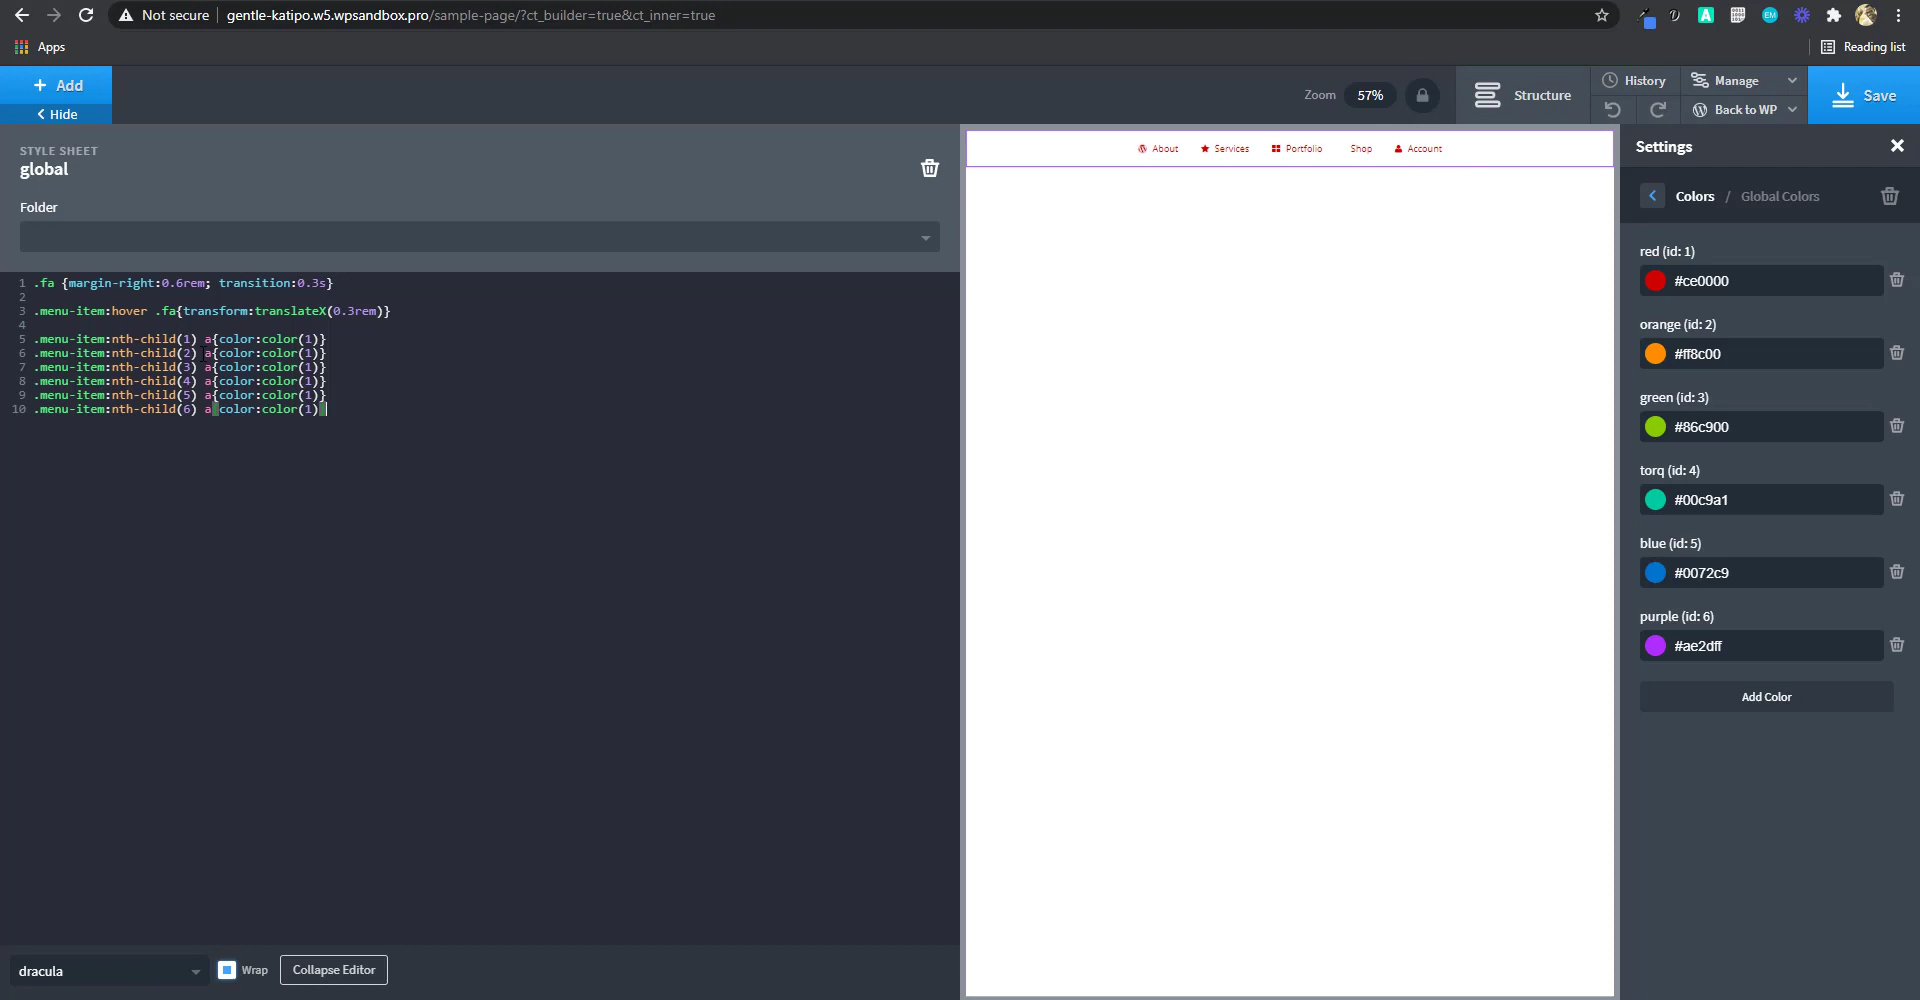 Not secure
gentle-katipo.w5.wpsandbox.pro/sample-page/?ct_builder=true&ct_inner=true
Apps
Reading list
+ Add
Hide
Zoom 57%
Structure
History
Manage
Back to WP
Save
STYLE SHEET
global
Folder
1 .fa {margin-right:0.6rem; transition:0.3s}
2
3 .menu-item:hover .fa{transform:translateX(0.3rem)}
4
5 .menu-item:nth-child(1) a{color:color(1)}
6 .menu-item:nth-child(2) a{color:color(1)}
7 .menu-item:nth-child(3) a{color:color(1)}
8 .menu-item:nth-child(4) a{color:color(1)}
9 .menu-item:nth-child(5) a{color:color(1)}
10 .menu-item:nth-child(6) a{color:color(1)}
dracula
Wrap
Collapse Editor
About
Services
Portfolio
Shop
Account
Settings
Colors / Global Colors
red (id: 1)
#ce0000
orange (id: 2)
#ff8c00
green (id: 3)
#86c900
torq (id: 4)
#00c9a1
blue (id: 5)
#0072c9
purple (id: 6)
#ae2dff
Add Color